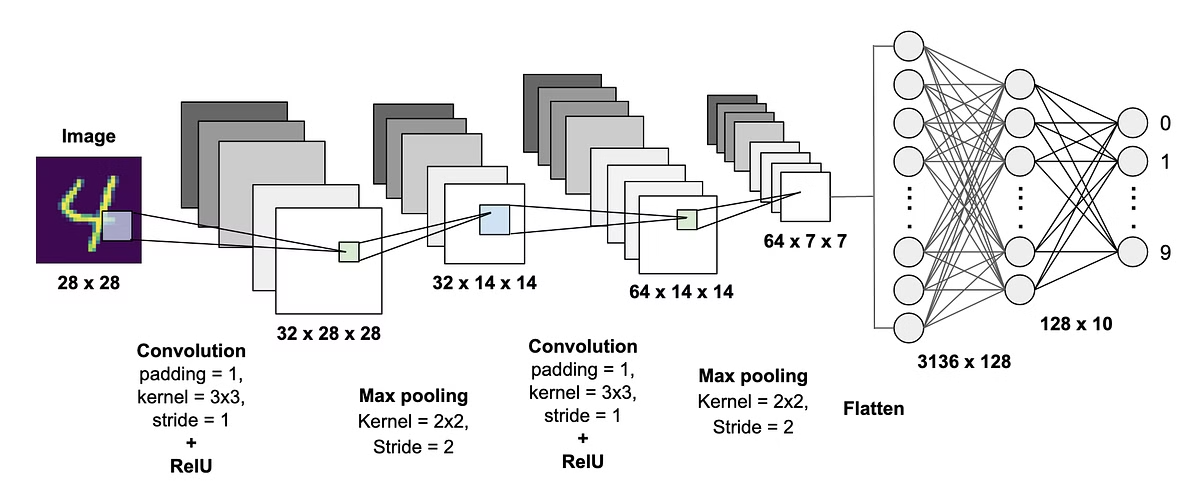 Image
28 x 28
32 x 28 x 28
Convolution
padding = 1,
kernel = 3x3,
stride = 1
+
RelU
32 x 14 x 14
Max pooling
Kernel = 2x2,
Stride = 2
64 x 14 x 14
Convolution
padding = 1,
kernel = 3x3,
stride = 1
+
RelU
64 x 7 x 7
Max pooling
Kernel = 2x2,
Stride = 2
Flatten
3136 x 128
128 x 10
0
1
9